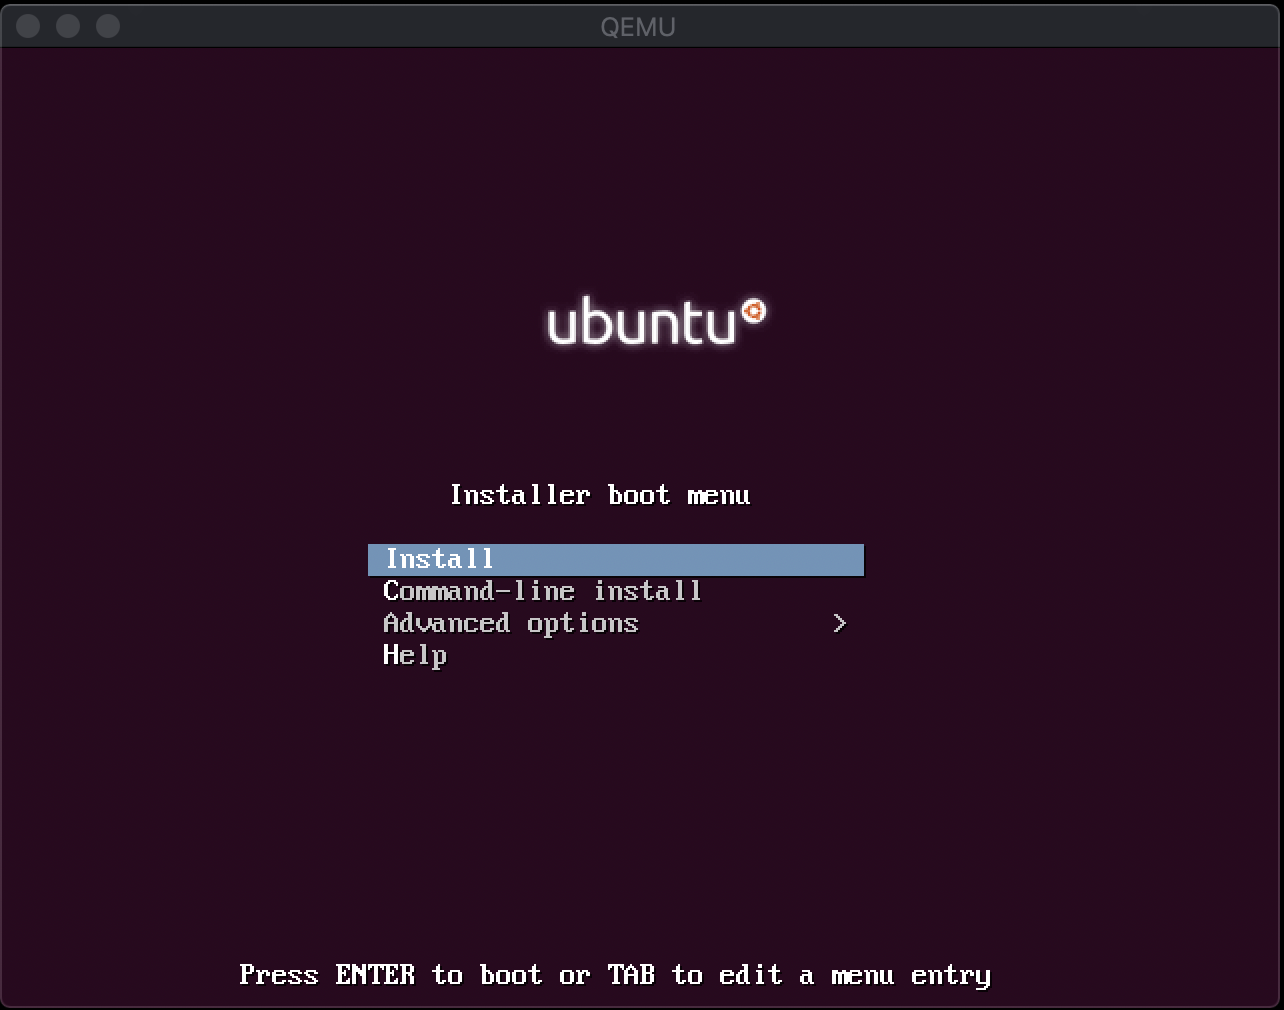 QEMU
ubuntu
Installer boot menu
Install
Command-line install
Advanced options >
Help
Press ENTER to boot or TAB to edit a menu entry